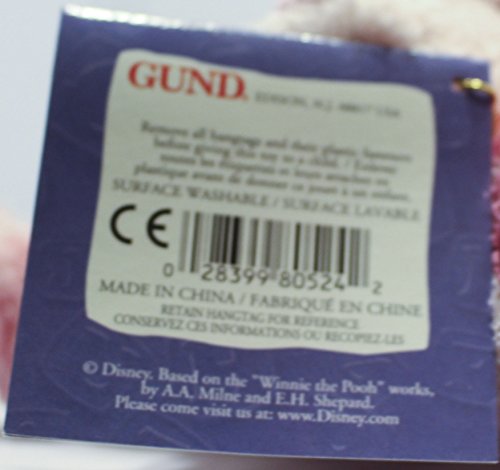 GUND. EDISON, N.J. 08817 USA
Remove all hangtags and their plastic fasteners
before giving this toy to a child. / Enlever
toutes les étiquettes et leurs attaches en
plastique avant de donner ce jouet à un enfant.
SURFACE WASHABLE / SURFACE LAVABLE
CE
0 28399 80524 2
MADE IN CHINA / FABRIQUÉ EN CHINE
RETAIN HANGTAG FOR REFERENCE
CONSERVEZ CES INFORMATIONS OU RECOPIEZ-LES
© Disney. Based on the "Winnie the Pooh" works,
by A.A. Milne and E.H. Shepard.
Please come visit us at: www.Disney.com